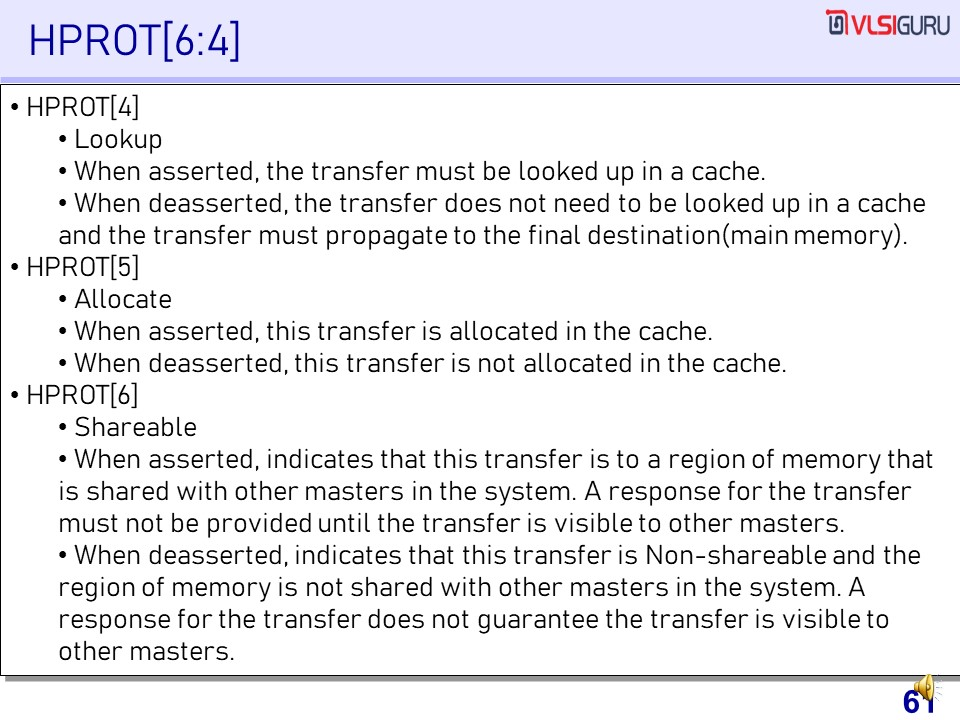 HPROT[6:4]
VLSIGURU
• HPROT[4]
• Lookup
• When asserted, the transfer must be looked up in a cache.
• When deasserted, the transfer does not need to be looked up in a cache
and the transfer must propagate to the final destination(main memory).
• HPROT[5]
• Allocate
• When asserted, this transfer is allocated in the cache.
• When deasserted, this transfer is not allocated in the cache.
• HPROT[6]
• Shareable
• When asserted, indicates that this transfer is to a region of memory that
is shared with other masters in the system. A response for the transfer
must not be provided until the transfer is visible to other masters.
• When deasserted, indicates that this transfer is Non-shareable and the
region of memory is not shared with other masters in the system. A
response for the transfer does not guarantee the transfer is visible to
other masters.
61